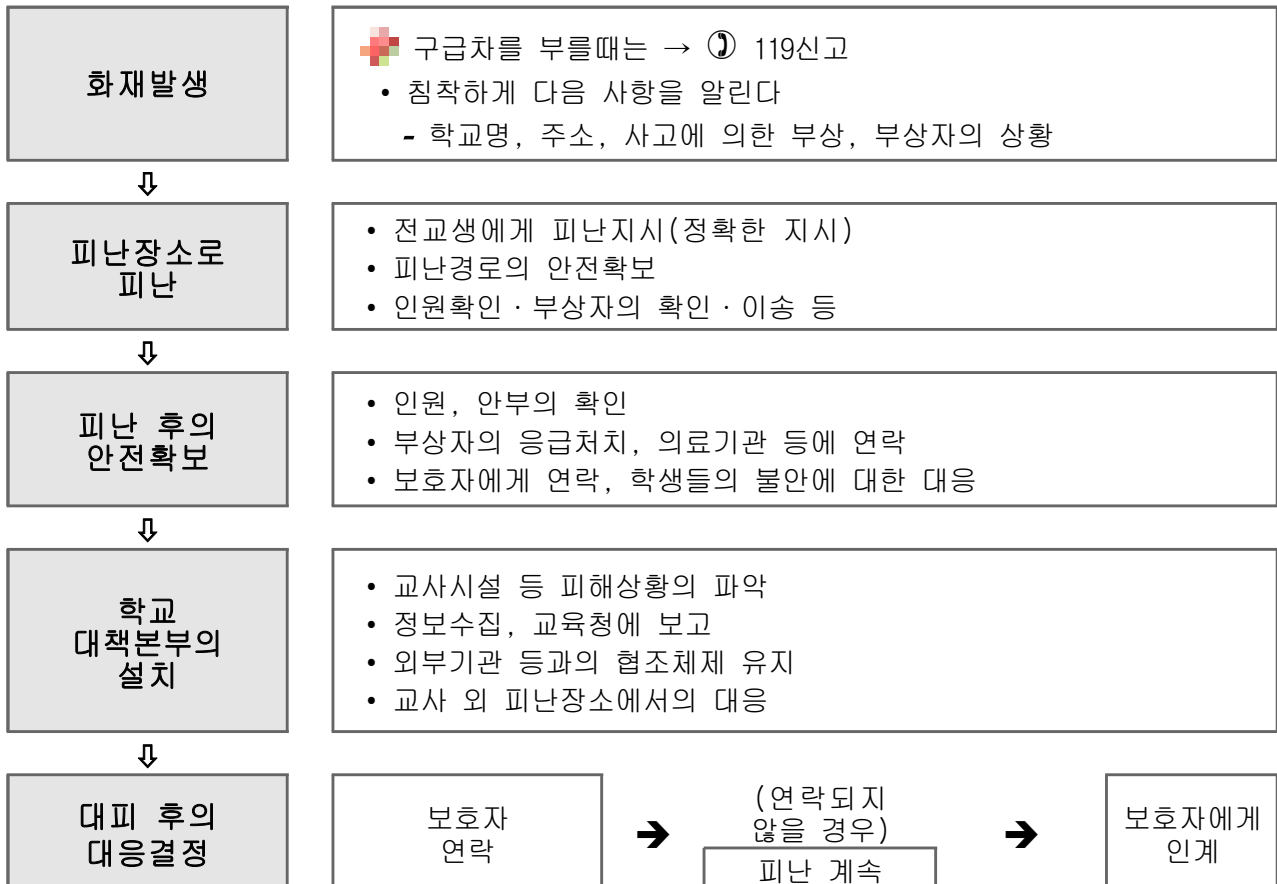 화재발생
구급차를 부를때는 → 119신고
• 침착하게 다음 사항을 알린다
- 학교명, 주소, 사고에 의한 부상, 부상자의 상황
⇩
피난장소로
피난
• 전교생에게 피난지시(정확한 지시)
• 피난경로의 안전확보
• 인원확인 · 부상자의 확인 · 이송 등
⇩
피난 후의
안전확보
• 인원, 안부의 확인
• 부상자의 응급처치, 의료기관 등에 연락
• 보호자에게 연락, 학생들의 불안에 대한 대응
⇩
학교
대책본부의
설치
• 교사시설 등 피해상황의 파악
• 정보수집, 교육청에 보고
• 외부기관 등과의 협조체제 유지
• 교사 외 피난장소에서의 대응
⇩
대피 후의
대응결정
보호자
연락
➔
(연락되지
않을 경우)
피난 계속
➔
보호자에게
인계